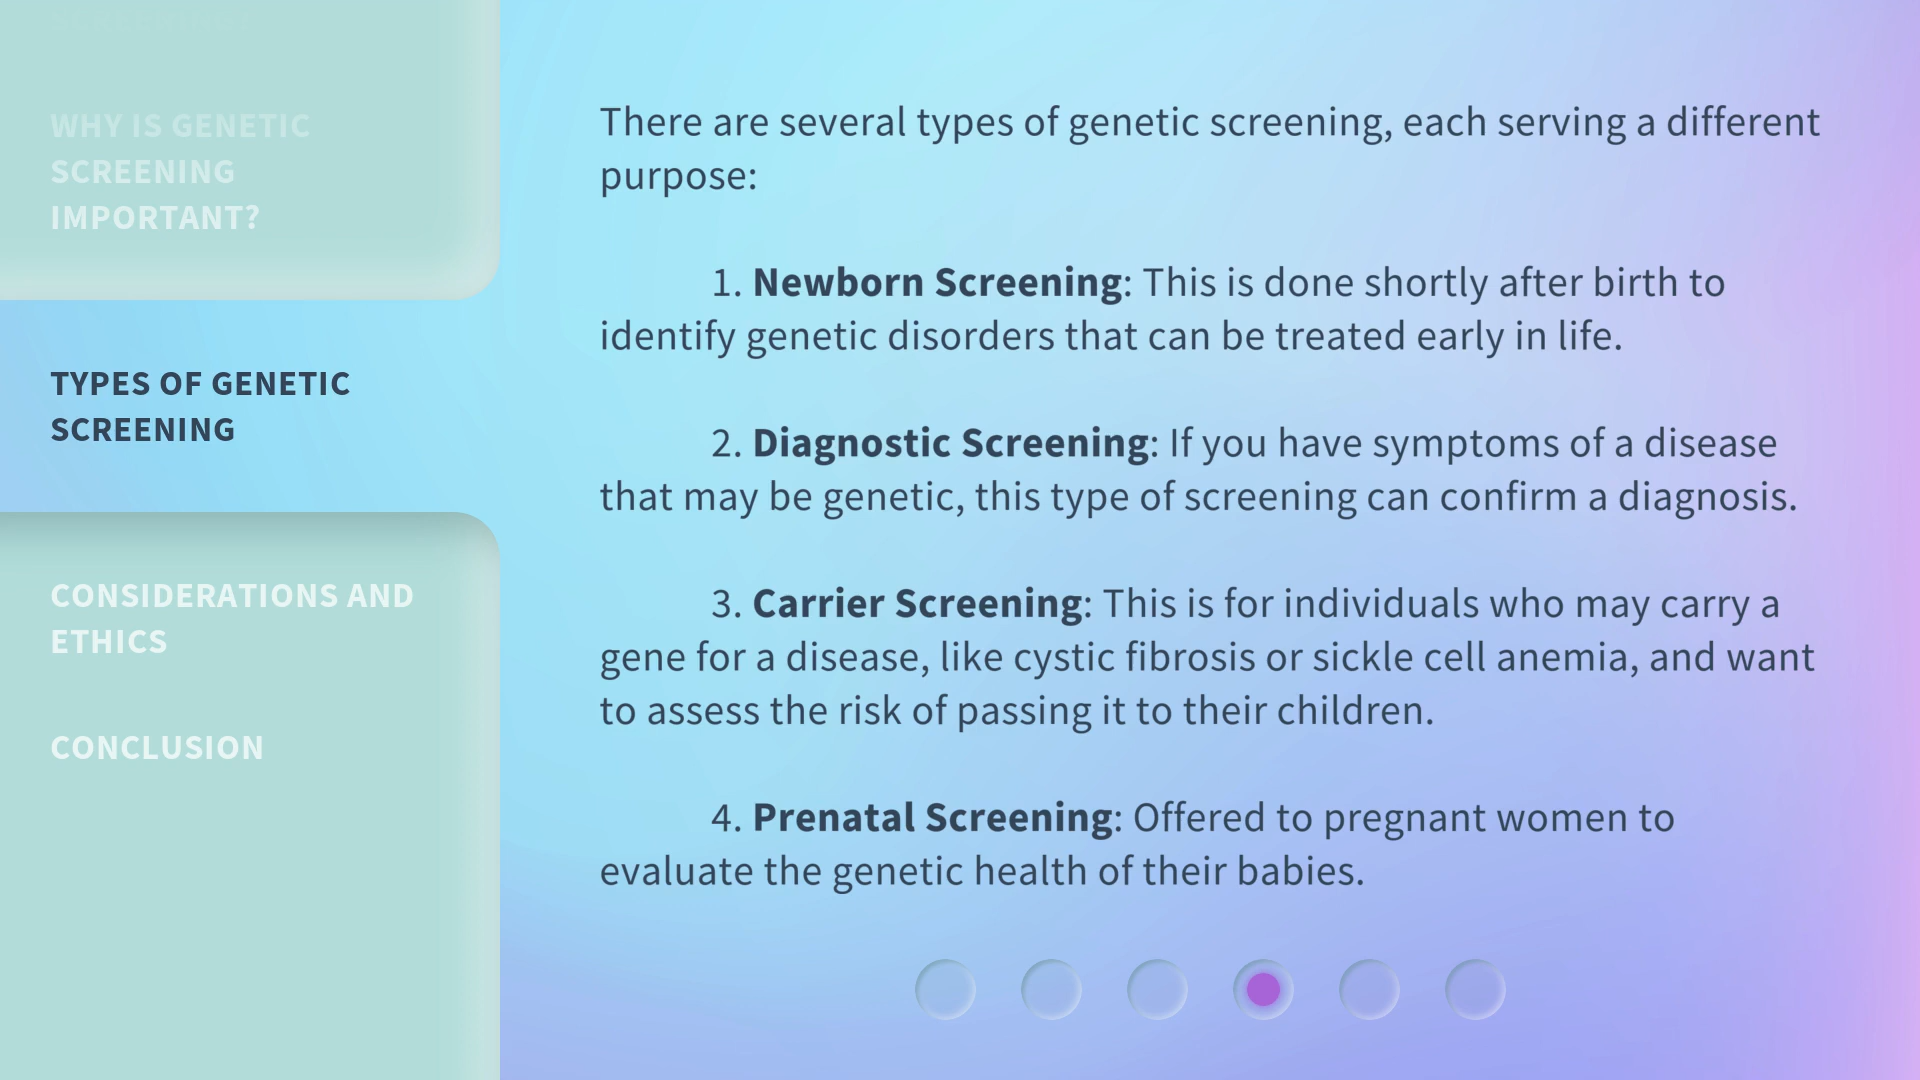 WHY IS GENETIC
SCREENING
IMPORTANT?
TYPES OF GENETIC
SCREENING
CONSIDERATIONS AND
ETHICS
CONCLUSION
There are several types of genetic screening, each serving a different
purpose:
1. Newborn Screening: This is done shortly after birth to
identify genetic disorders that can be treated early in life.
2. Diagnostic Screening: If you have symptoms of a disease
that may be genetic, this type of screening can confirm a diagnosis.
3. Carrier Screening: This is for individuals who may carry a
gene for a disease, like cystic fibrosis or sickle cell anemia, and want
to assess the risk of passing it to their children.
4. Prenatal Screening: Offered to pregnant women to
evaluate the genetic health of their babies.